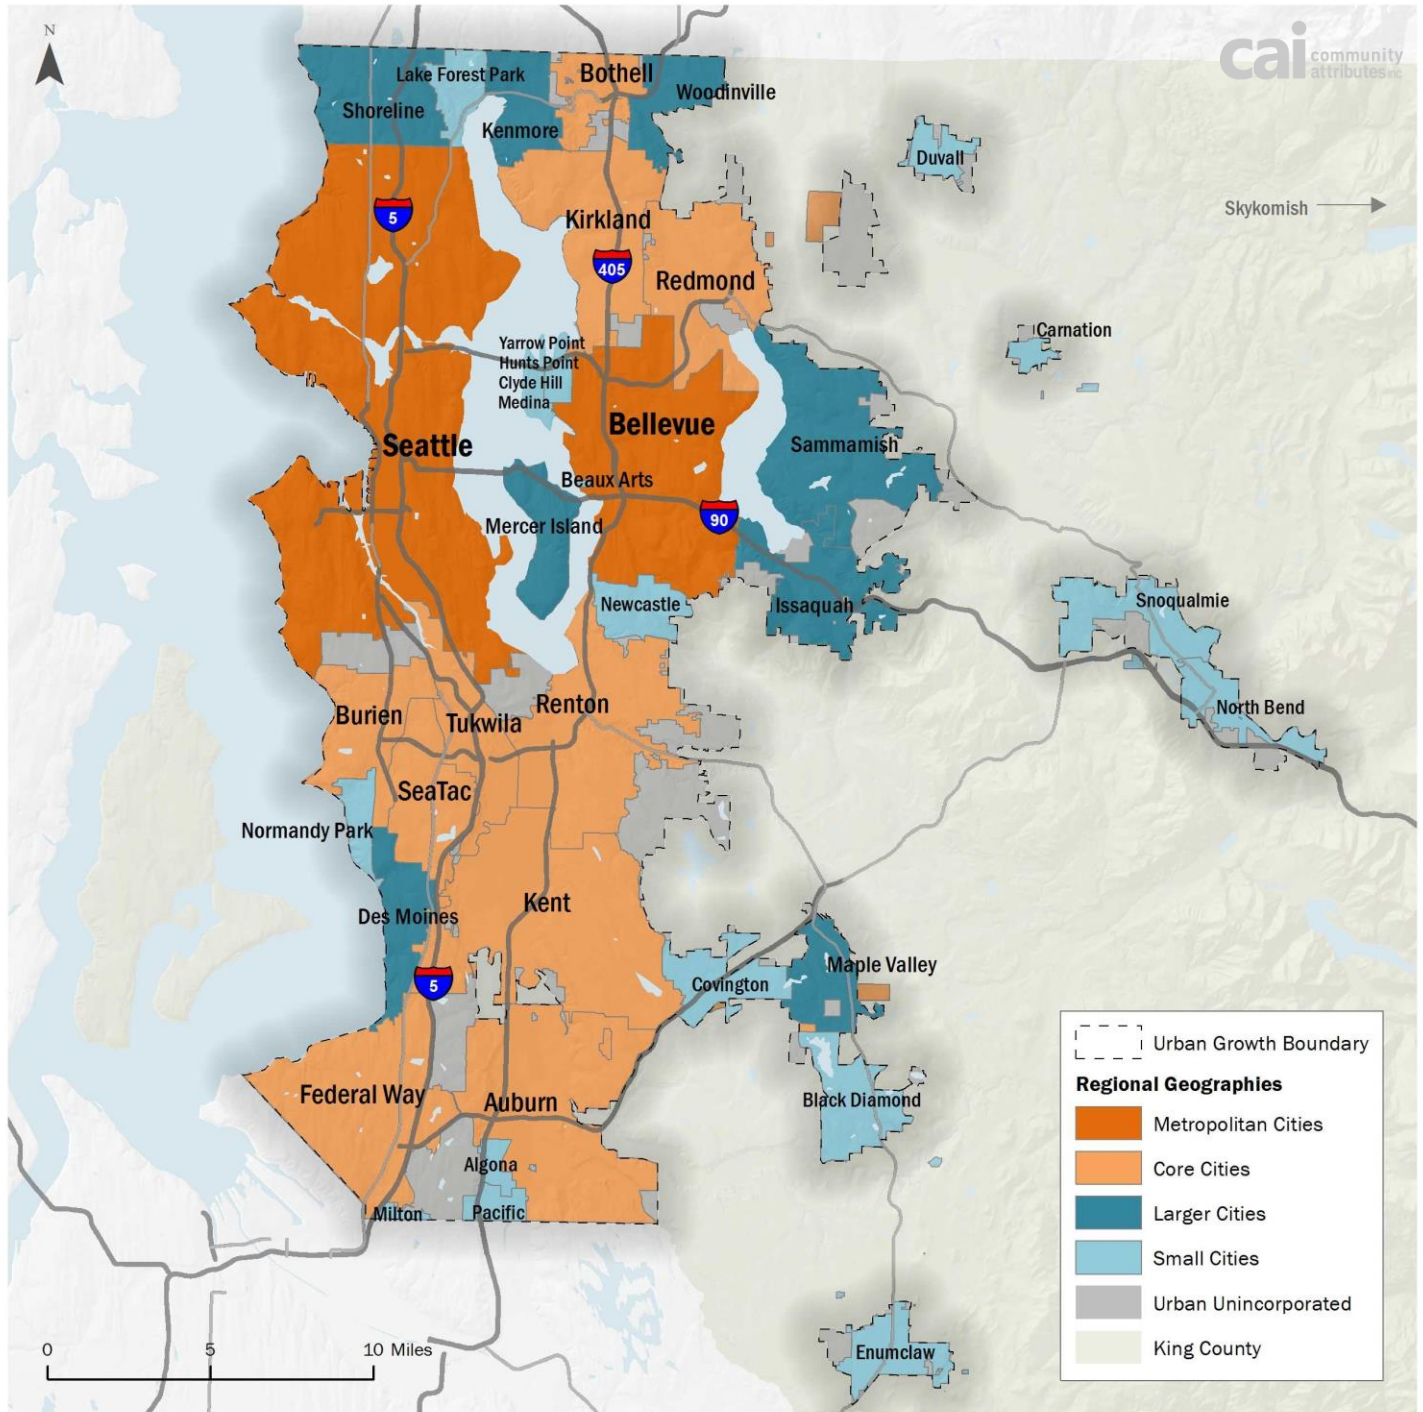 N
cai community
attributes inc
Lake Forest Park
Bothell
Shoreline
Kenmore
Woodinville
Duvall
Skykomish
5
Kirkland
405
Redmond
Carnation
Yarrow Point
Hunts Point
Clyde Hill
Medina
Seattle
Bellevue
Sammamish
Beaux Arts
Mercer Island
90
Newcastle
Issaquah
Snoqualmie
North Bend
Burien
Tukwila
Renton
SeaTac
Normandy Park
Des Moines
Kent
5
Covington
Maple Valley
Federal Way
Auburn
Black Diamond
Algona
Milton
Pacific
Enumclaw
Urban Growth Boundary
Regional Geographies
Metropolitan Cities
Core Cities
Larger Cities
Small Cities
Urban Unincorporated
King County
0 5 10 Miles